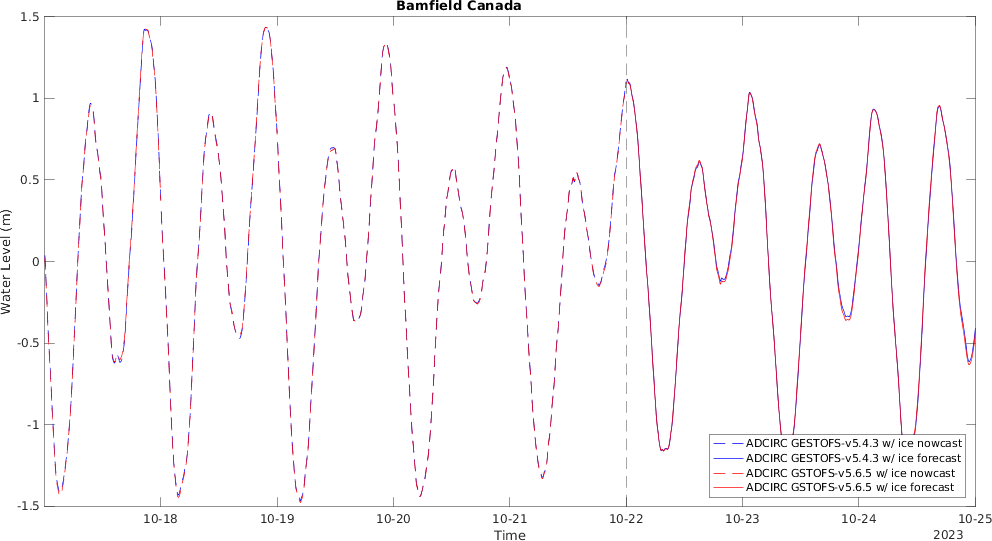 Bamfield Canada
1.5
1
0.5
0
-0.5
-1
-1.5
Water Level (m)
10-18
10-19
10-20
10-21
10-22
10-23
10-24
10-25
Time
2023
ADCIRC GESTOFS-v5.4.3 w/ ice nowcast
ADCIRC GESTOFS-v5.4.3 w/ ice forecast
ADCIRC GSTOFS-v5.6.5 w/ ice nowcast
ADCIRC GSTOFS-v5.6.5 w/ ice forecast